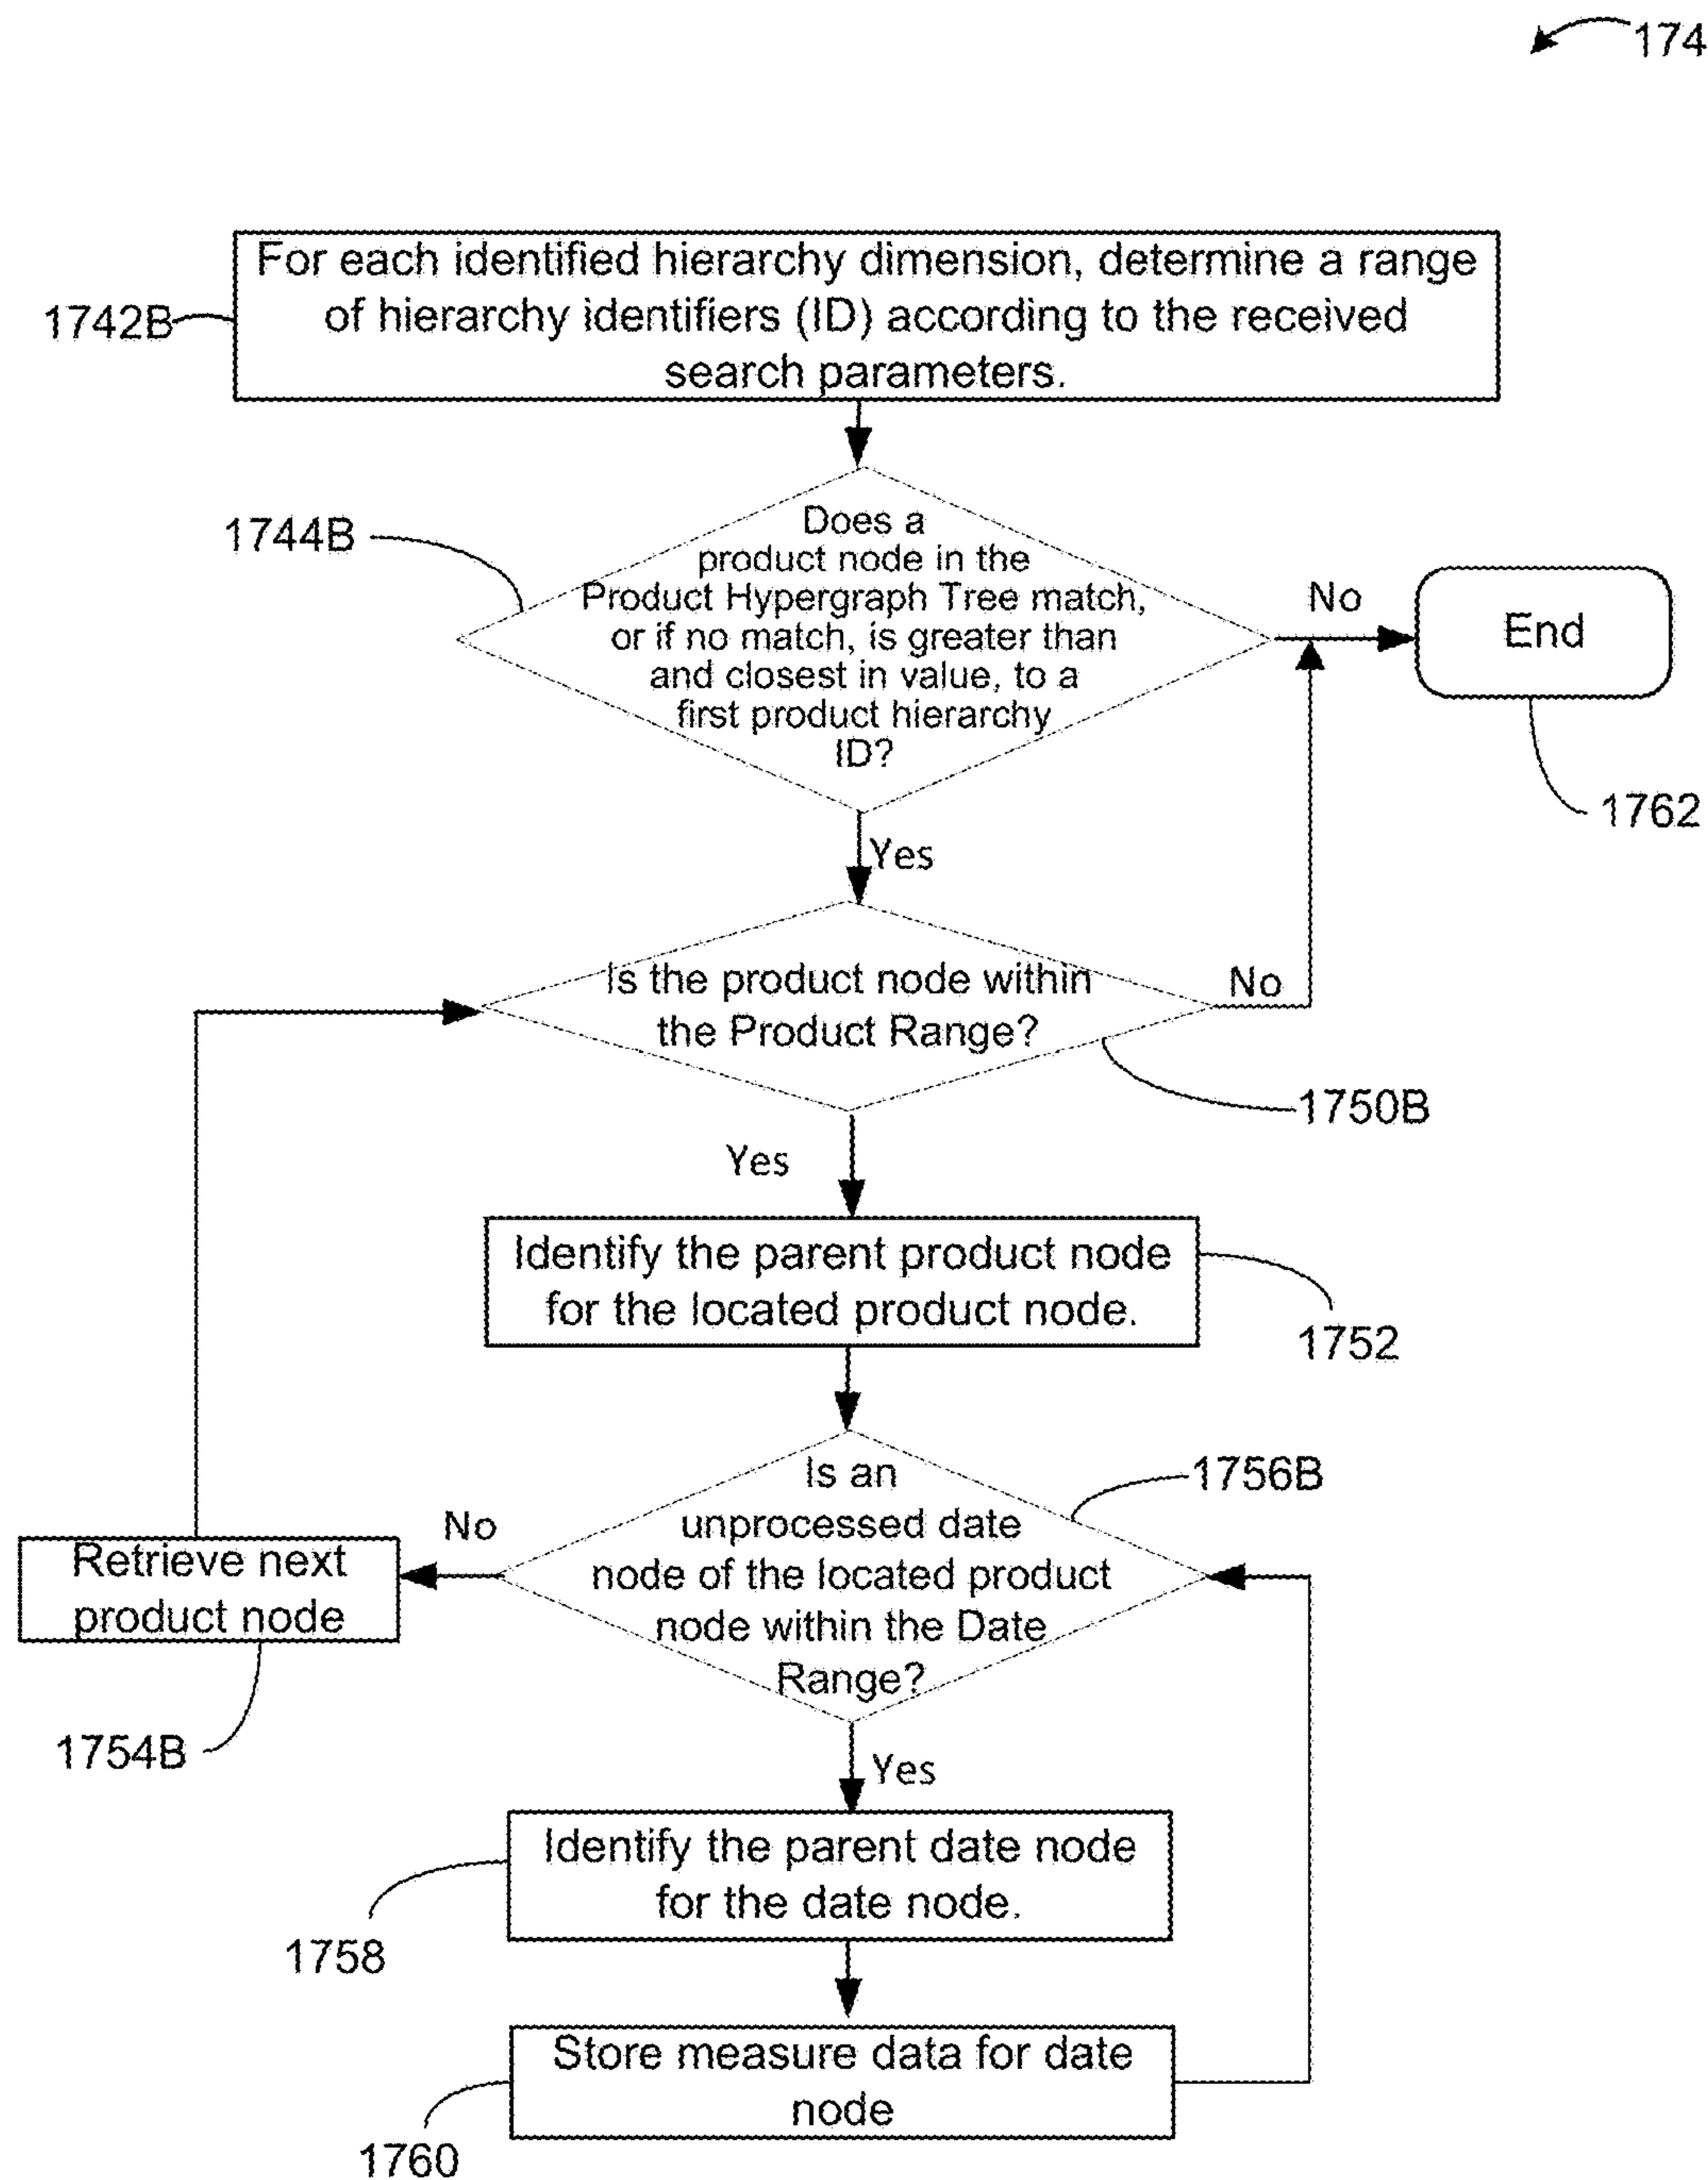 174
For each identified hierarchy dimension, determine a range
of hierarchy identifiers (ID) according to the received
search parameters.
1742B
Does a
product node in the
Product Hypergraph Tree match,
or if no match, is greater than
and closest in value, to a
first product hierarchy
ID?
1744B
No
End
1762
Yes
Is the product node within
the Product Range?
No
1750B
Yes
Identify the parent product node
for the located product node.
1752
Is an
unprocessed date
node of the located product
node within the Date
Range?
1756B
No
Retrieve next
product node
1754B
Yes
Identify the parent date node
for the date node.
1758
Store measure data for date
node
1760